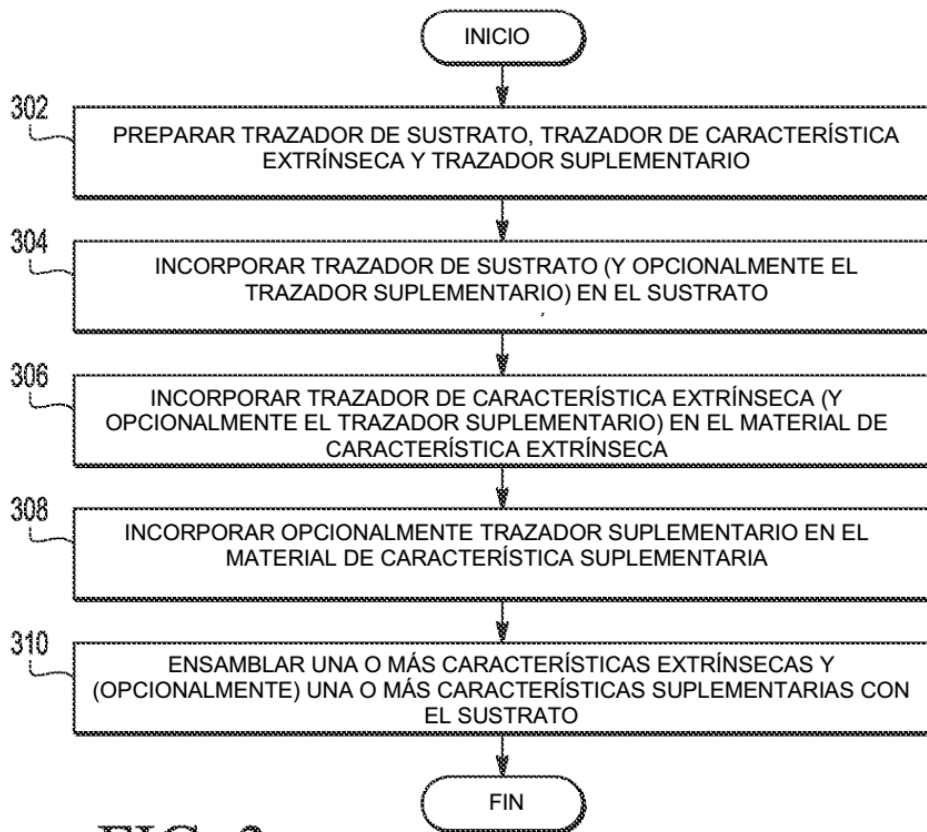 INICIO
302
PREPARAR TRAZADOR DE SUSTRATO, TRAZADOR DE CARACTERÍSTICA
EXTRÍNSECA Y TRAZADOR SUPLEMENTARIO
304
INCORPORAR TRAZADOR DE SUSTRATO (Y OPCIONALMENTE EL
TRAZADOR SUPLEMENTARIO) EN EL SUSTRATO
306
INCORPORAR TRAZADOR DE CARACTERÍSTICA EXTRÍNSECA (Y
OPCIONALMENTE EL TRAZADOR SUPLEMENTARIO) EN EL MATERIAL DE
CARACTERÍSTICA EXTRÍNSECA
308
INCORPORAR OPCIONALMENTE TRAZADOR SUPLEMENTARIO EN EL
MATERIAL DE CARACTERÍSTICA SUPLEMENTARIA
310
ENSAMBLAR UNA O MÁS CARACTERÍSTICAS EXTRÍNSECAS Y
(OPCIONALMENTE) UNA O MÁS CARACTERÍSTICAS SUPLEMENTARIAS CON
EL SUSTRATO
FIN
FIG.